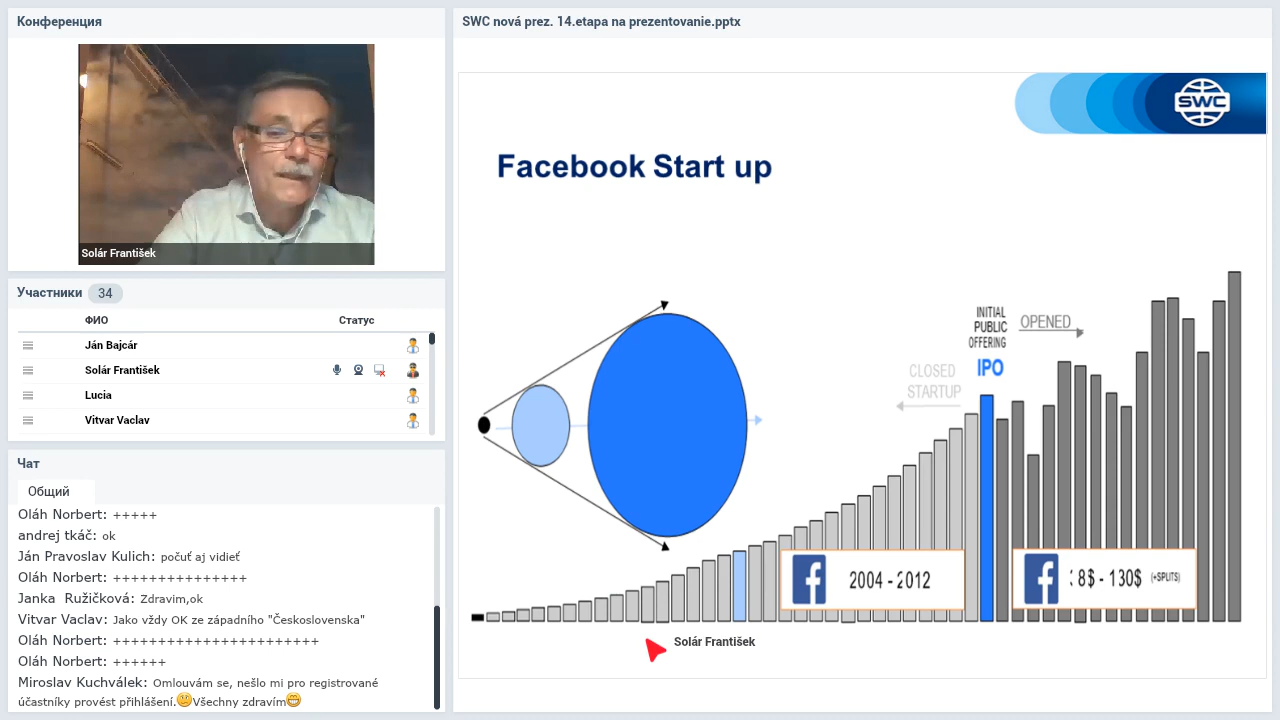 Конференция
Solár František
Участники 34
ФИО Статус
Ján Bajcár
Solár František
Lucia
Vitvar Vaclav
Чат
Общий
Oláh Norbert: +++++
andrej tkáč: ok
Ján Pravoslav Kulich: počuť aj vidieť
Oláh Norbert: +++++++++++++++
Janka Ružičková: Zdravim,ok
Vitvar Vaclav: Jako vždy OK ze západního "Československa"
Oláh Norbert: +++++++++++++++++++++++
Oláh Norbert: ++++++
Miroslav Kuchválek: Omlouvám se, nešlo mi pro registrované
účastníky provést přihlášení. Všechny zdravím
SWC nová prez. 14.etapa na prezentovanie.pptx
SWC
Facebook Start up
INITIAL
PUBLIC
OFFERING
IPO
OPENED
CLOSED
STARTUP
2004 - 2012
8$ - 130$ (+SPLITS)
Solár František